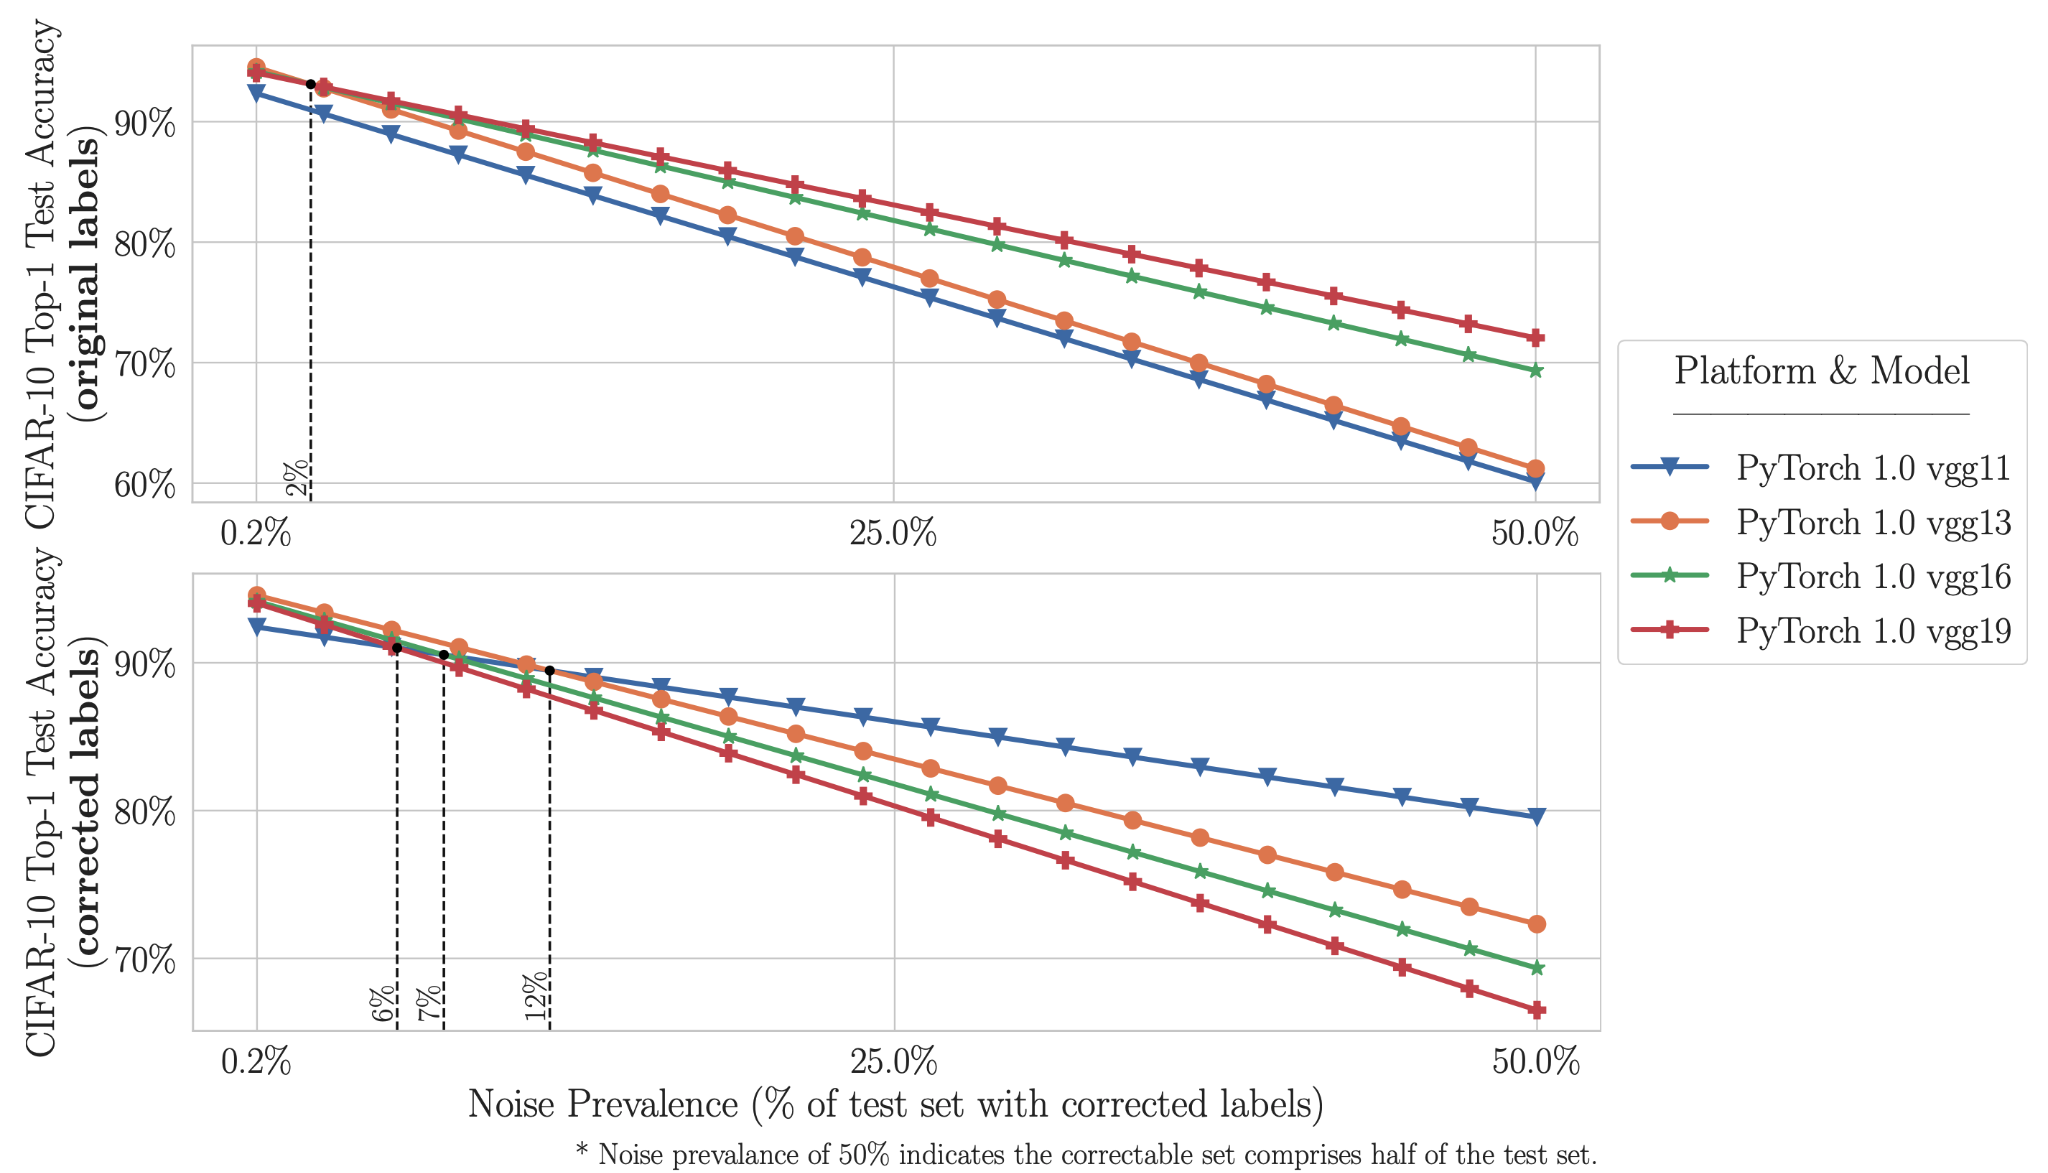 CIFAR-10 Top-1 Test Accuracy
(original labels)
90%
80%
70%
60%
2%
0.2%
25.0%
50.0%
CIFAR-10 Top-1 Test Accuracy
(corrected labels)
90%
80%
70%
6%
7%
12%
0.2%
25.0%
50.0%
Noise Prevalence (% of test set with corrected labels)
* Noise prevalance of 50% indicates the correctable set comprises half of the test set.
Platform & Model
PyTorch 1.0 vgg11
PyTorch 1.0 vgg13
PyTorch 1.0 vgg16
PyTorch 1.0 vgg19